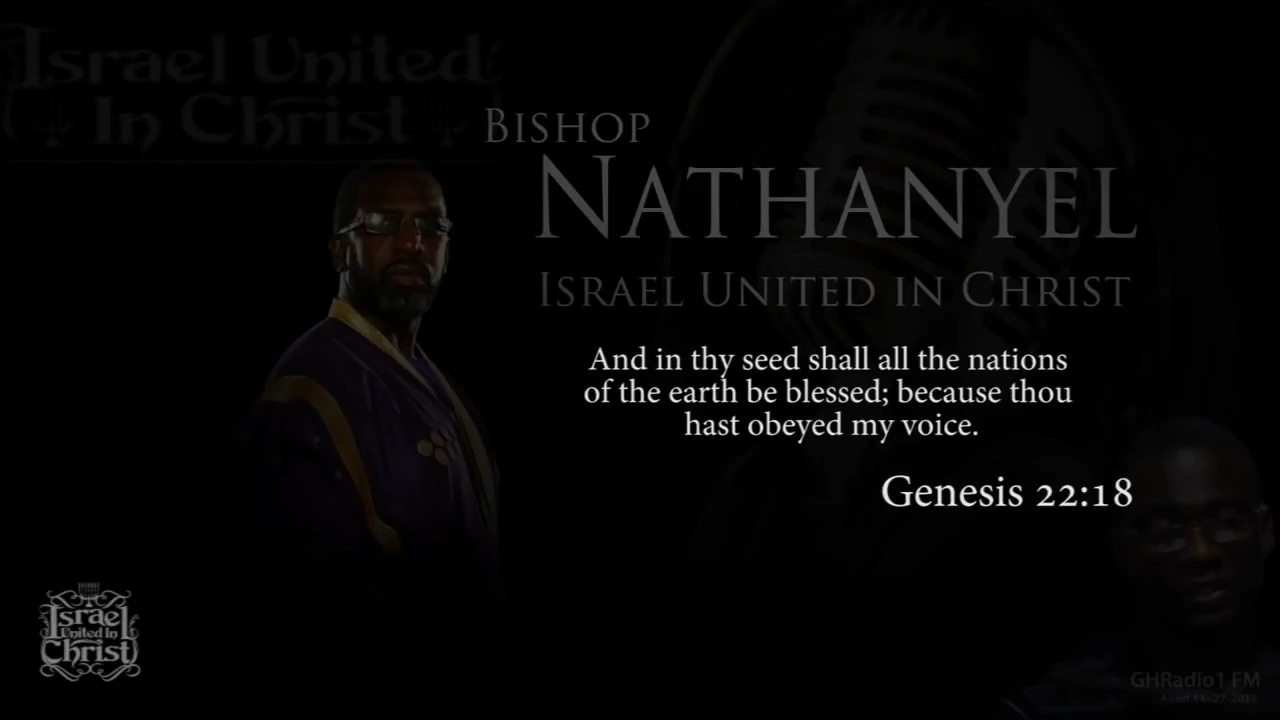 Israel United
In Christ
BISHOP
NATHANYEL
ISRAEL UNITED IN CHRIST
And in thy seed shall all the nations
of the earth be blessed; because thou
hast obeyed my voice.
Genesis 22:18
Israel
United In
Christ
GHRadio1 FM